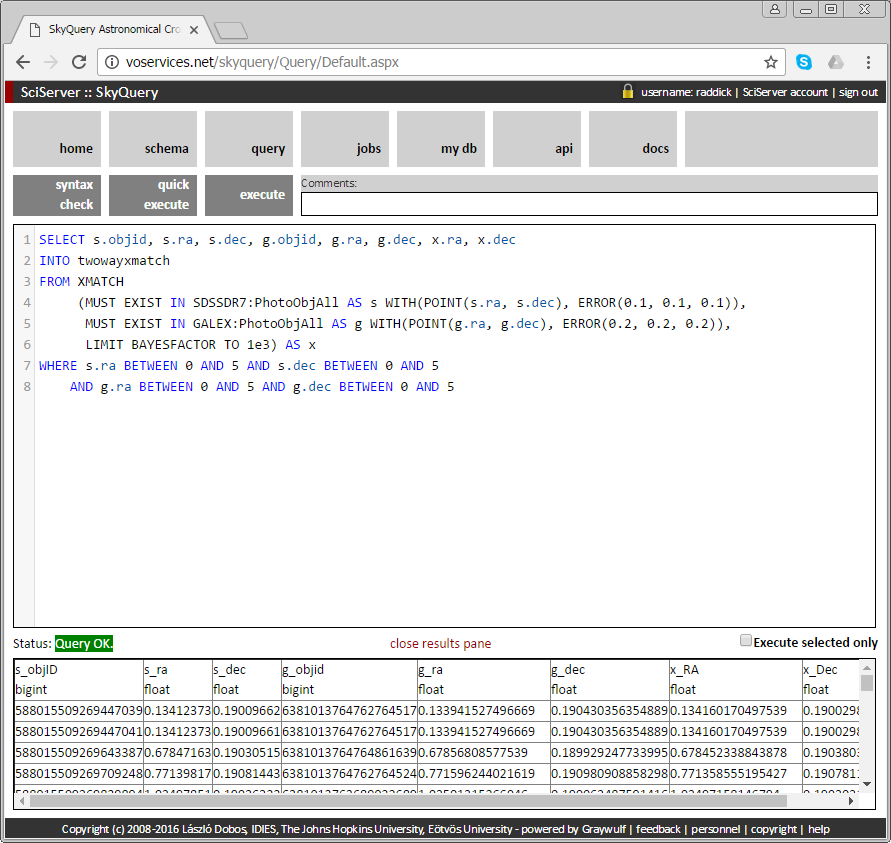 SkyQuery Astronomical Cro
voservices.net/skyquery/Query/Default.aspx
SciServer :: SkyQuery username: raddick | SciServer account | sign out
home schema query jobs my db api docs
syntax check quick execute execute Comments:
1 SELECT s.objid, s.ra, s.dec, g.objid, g.ra, g.dec, x.ra, x.dec
2 INTO twowayxmatch
3 FROM XMATCH
4 (MUST EXIST IN SDSSDR7:PhotoObjAll AS s WITH(POINT(s.ra, s.dec), ERROR(0.1, 0.1, 0.1)),
5 MUST EXIST IN GALEX:PhotoObjAll AS g WITH(POINT(g.ra, g.dec), ERROR(0.2, 0.2, 0.2)),
6 LIMIT BAYESFACTOR TO 1e3) AS x
7 WHERE s.ra BETWEEN 0 AND 5 AND s.dec BETWEEN 0 AND 5
8 AND g.ra BETWEEN 0 AND 5 AND g.dec BETWEEN 0 AND 5
Status: Query OK. close results pane Execute selected only
s_objID s_ra s_dec g_objid g_ra g_dec x_RA x_Dec
bigint float float bigint float float float float
588015509269447039 0.13412373 0.19009662 6381013764762764517 0.133941527496669 0.190430356354889 0.134160170497539 0.1900298
588015509269447041 0.13412373 0.19009661 6381013764762764517 0.133941527496669 0.190430356354889 0.134160170497539 0.1900298
588015509269643387 0.67847163 0.19030515 6381013764764861639 0.67856808577539 0.189929247733995 0.678452338843878 0.1903803
588015509269709248 0.77139817 0.19081443 6381013764762764524 0.771596244021619 0.190980908858298 0.771358555195427 0.1907811
Copyright (c) 2008-2016 László Dobos, IDIES, The Johns Hopkins University, Eötvös University - powered by Graywulf | feedback | personnel | copyright | help